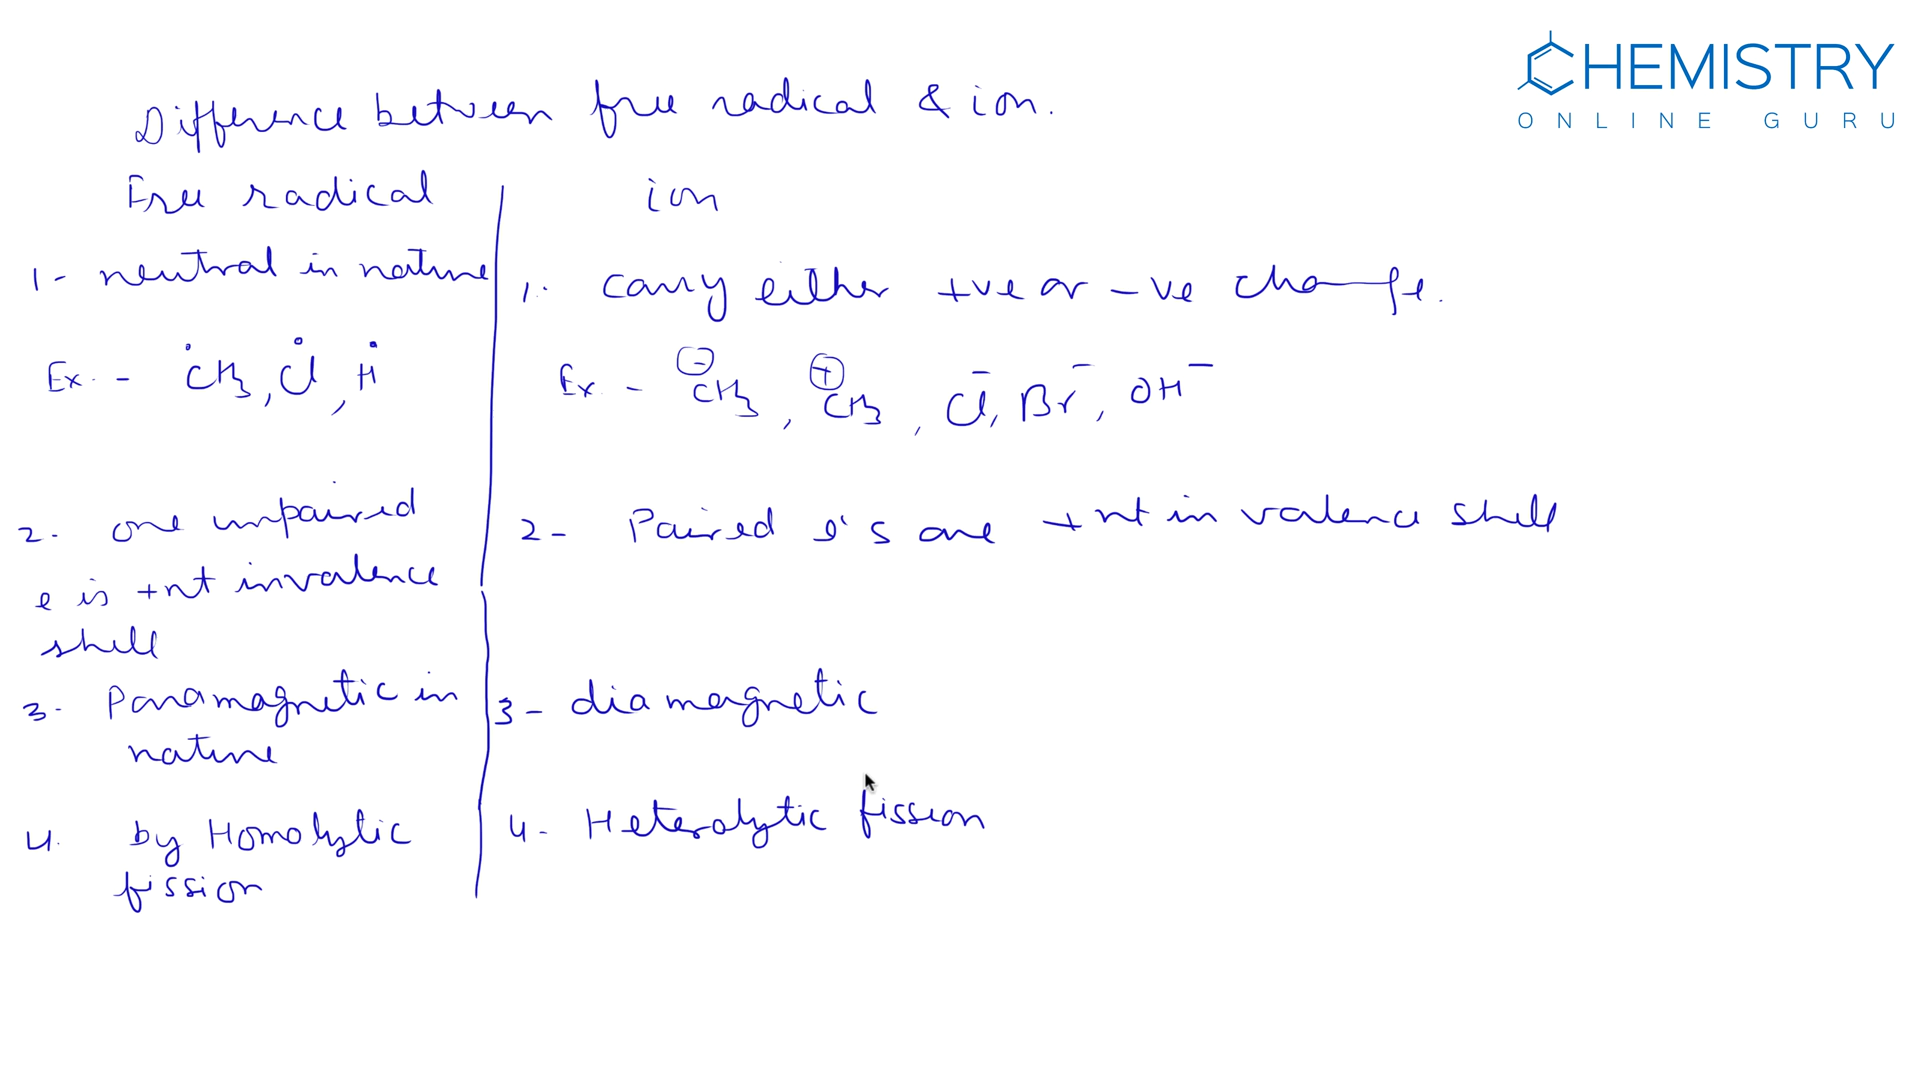 CHEMISTRY
ONLINE GURU
Difference between free radical & ion.
Free radical
ion
1- neutral in nature
1. carry either +ve or -ve charge.
Ex. - ĊH3, Ċl, Ḣ
Ex. - ⊖CH3, ⊕CH3, Cl⁻, Br⁻, OH⁻
2. one unpaired
e is +nt in valence
shell
2- Paired e's are +nt in valence shell
3. Paramagnetic in
nature
3- diamagnetic
4. by Homolytic
fission
4- Heterolytic fission